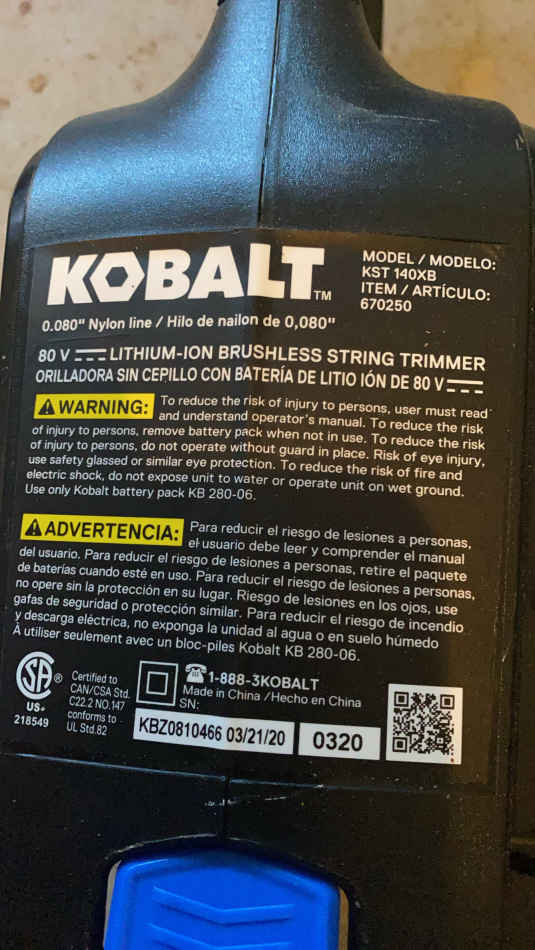 KOBALT™
MODEL / MODELO:
KST 140XB
ITEM / ARTÍCULO:
670250
0.080" Nylon line / Hilo de nailon de 0,080"
80 V LITHIUM-ION BRUSHLESS STRING TRIMMER
ORILLADORA SIN CEPILLO CON BATERÍA DE LITIO IÓN DE 80 V
WARNING: To reduce the risk of injury to persons, user must read
and understand operator's manual. To reduce the risk
of injury to persons, remove battery pack when not in use. To reduce the risk
of injury to persons, do not operate without guard in place. Risk of eye injury,
use safety glassed or similar eye protection. To reduce the risk of fire and
electric shock, do not expose unit to water or operate unit on wet ground.
Use only Kobalt battery pack KB 280-06.
ADVERTENCIA: Para reducir el riesgo de lesiones a personas,
el usuario debe leer y comprender el manual
del usuario. Para reducir el riesgo de lesiones a personas, retire el paquete
de baterías cuando esté en uso. Para reducir el riesgo de lesiones a personas,
no opere sin la protección en su lugar. Riesgo de lesiones en los ojos, use
gafas de seguridad o protección similar. Para reducir el riesgo de incendio
y descarga eléctrica, no exponga la unidad al agua o en suelo húmedo
À utiliser seulement avec un bloc-piles Kobalt KB 280-06.
SA®
US
218549
Certified to
CAN/CSA Std.
C22.2 NO.147
conforms to
UL Std.82
1-888-3KOBALT
Made in China /Hecho en China
SN:
KBZ0810466 03/21/20
0320